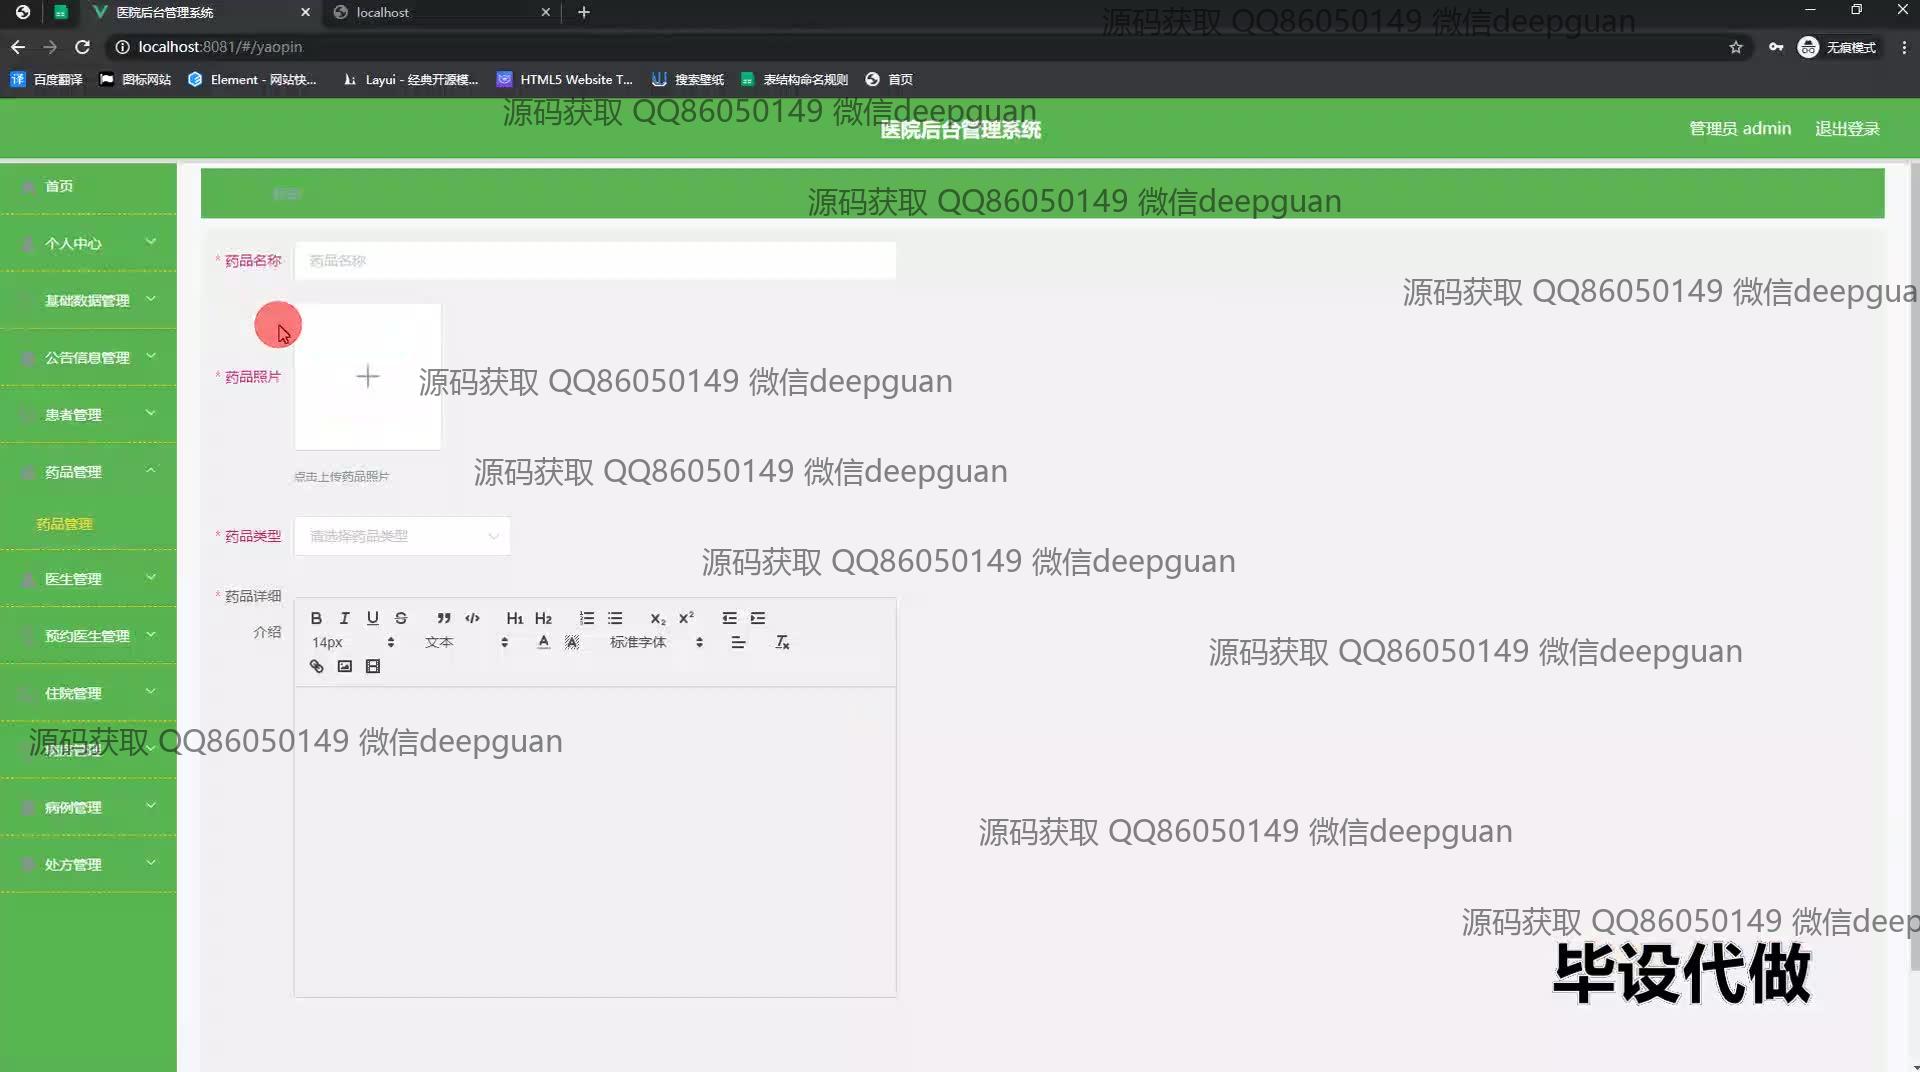 医院后台管理系统
localhost
源码获取 QQ86050149 微信deepguan
localhost:8081/#/yaopin
无痕模式
百度翻译
图标网站
Element - 网站快...
Layui - 经典开源模...
HTML5 Website T...
搜索壁纸
表结构命名规则
首页
源码获取 QQ86050149 微信deepguan
医院后台管理系统
管理员 admin
退出登录
首页
源码获取 QQ86050149 微信deepguan
个人中心
* 药品名称
药品名称
基础数据管理
源码获取 QQ86050149 微信deepgua
公告信息管理
* 药品照片
源码获取 QQ86050149 微信deepguan
患者管理
药品管理
点击上传药品照片
源码获取 QQ86050149 微信deepguan
药品管理
* 药品类型
请选择药品类型
源码获取 QQ86050149 微信deepguan
医生管理
* 药品详细
介绍
B I U S H1 H2 X2 X2
14px 文本 A A 标准字体 Tx
预约医生管理
源码获取 QQ86050149 微信deepguan
住院管理
源码获取 QQ86050149 微信deepguan
病例管理
源码获取 QQ86050149 微信deepguan
处方管理
源码获取 QQ86050149 微信deep
毕设代做